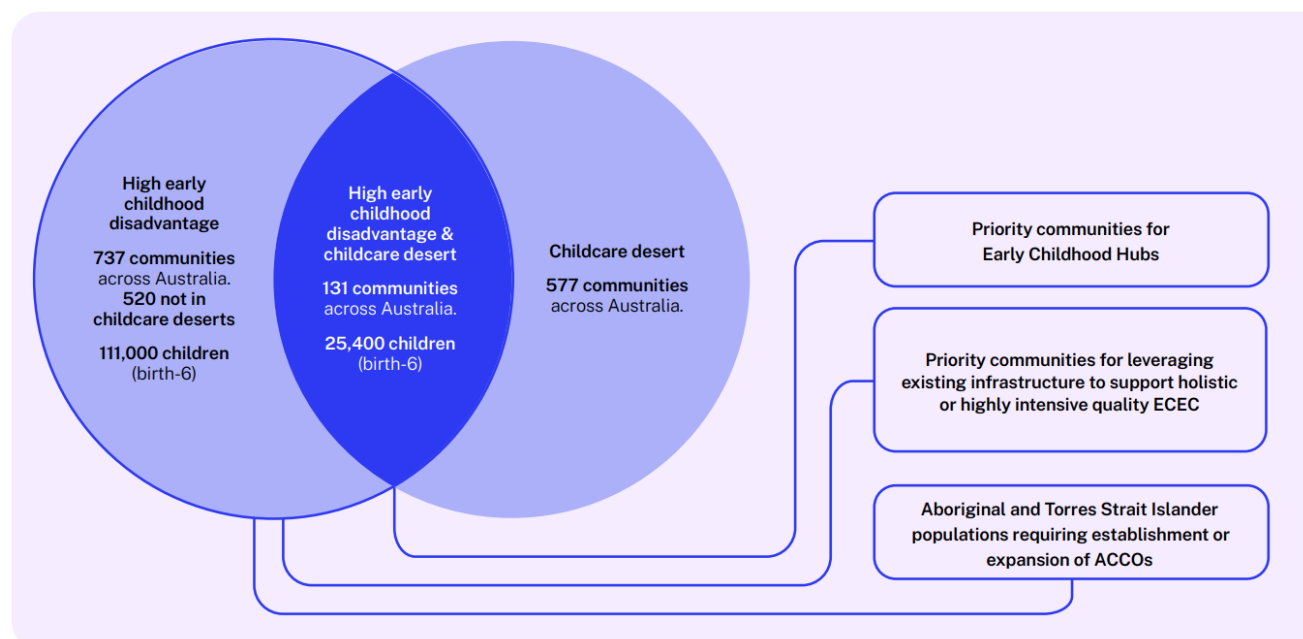 High early
childhood
disadvantage
737 communities
across Australia.
520 not in
childcare deserts
111,000 children
(birth-6)
High early
childhood
disadvantage &
childcare desert
131 communities
across Australia.
25,400 children
(birth-6)
Childcare desert
577 communities
across Australia.
Priority communities for
Early Childhood Hubs
Priority communities for leveraging
existing infrastructure to support holistic
or highly intensive quality ECEC
Aboriginal and Torres Strait Islander
populations requiring establishment or
expansion of ACCOs